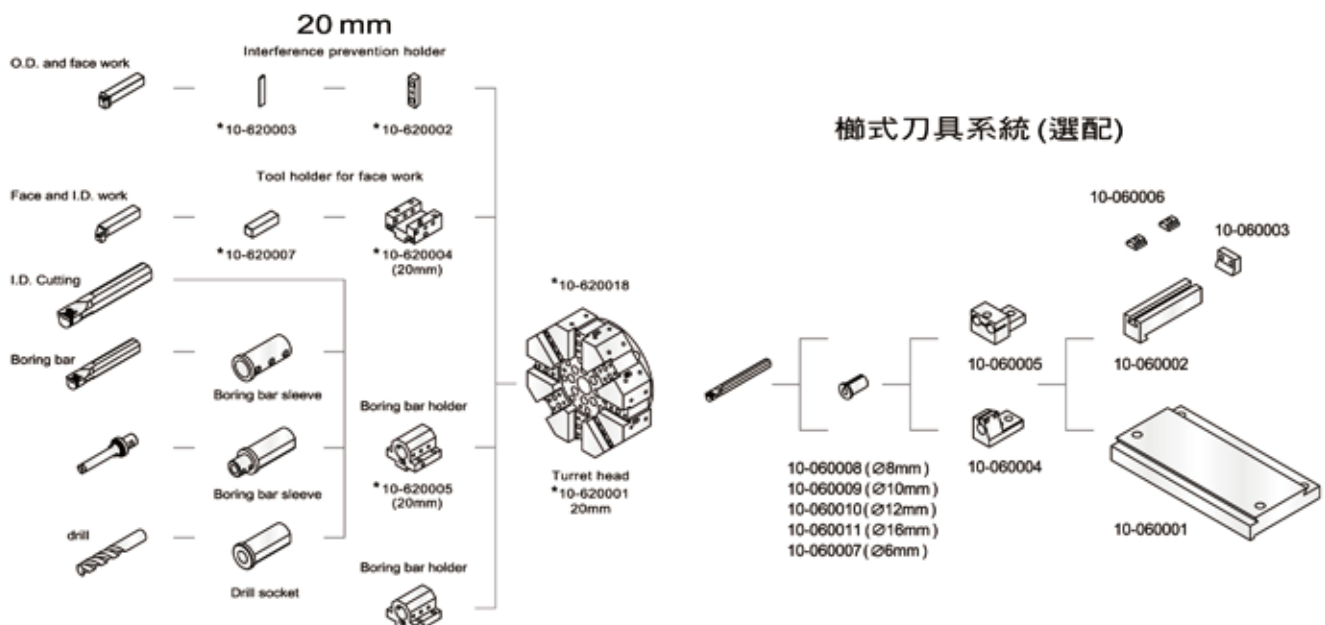 20 mm
Interference prevention holder
O.D. and face work
*10-620003
*10-620002
Tool holder for face work
Face and I.D. work
*10-620007
*10-620004
(20mm)
I.D. Cutting
Boring bar
Boring bar sleeve
Boring bar holder
*10-620005
(20mm)
Boring bar sleeve
drill
Drill socket
Boring bar holder
*10-620018
Turret head
*10-620001
20mm
櫛式刀具系統(選配)
10-060006
10-060003
10-060005
10-060002
10-060004
10-060008(Ø8mm)
10-060009(Ø10mm)
10-060010(Ø12mm)
10-060011(Ø16mm)
10-060007(Ø6mm)
10-060001